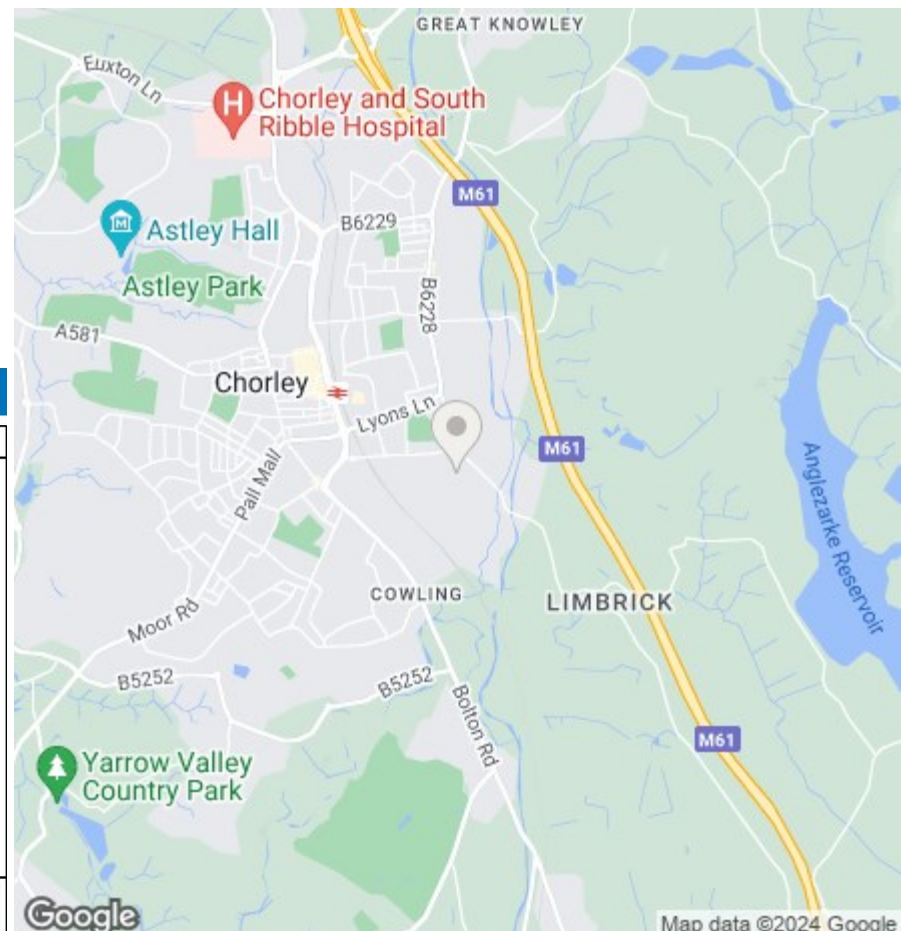 GREAT KNOWLEY
Euxton Ln
H
Chorley and South
Ribble Hospital
M61
B6229
Astley Hall
Astley Park
B6228
A581
Chorley
Lyons Ln
M61
Pall Mall
Anglezarke Reservoir
COWLING
LIMBRICK
Moor Rd
B5252
B5252
Bolton Rd
M61
Yarrow Valley
Country Park
Google
Map data ©2024 Google